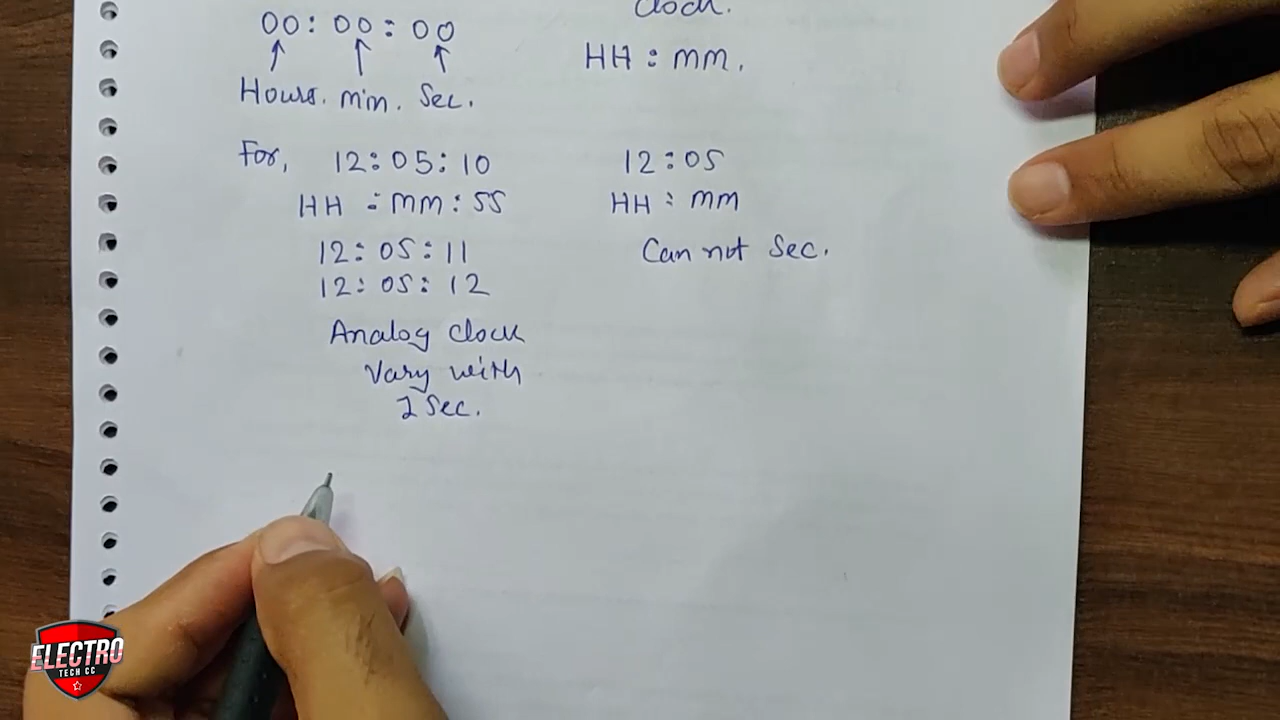 00:00:00
Hours. min. Sec.
For, 12:05:10
HH : mm : SS
12:05:11
12:05:12
Analog Clock
Vary with
1 Sec.
Clock.
HH : mm.
12:05
HH : mm
Can not Sec.
ELECTRO
TECH CC